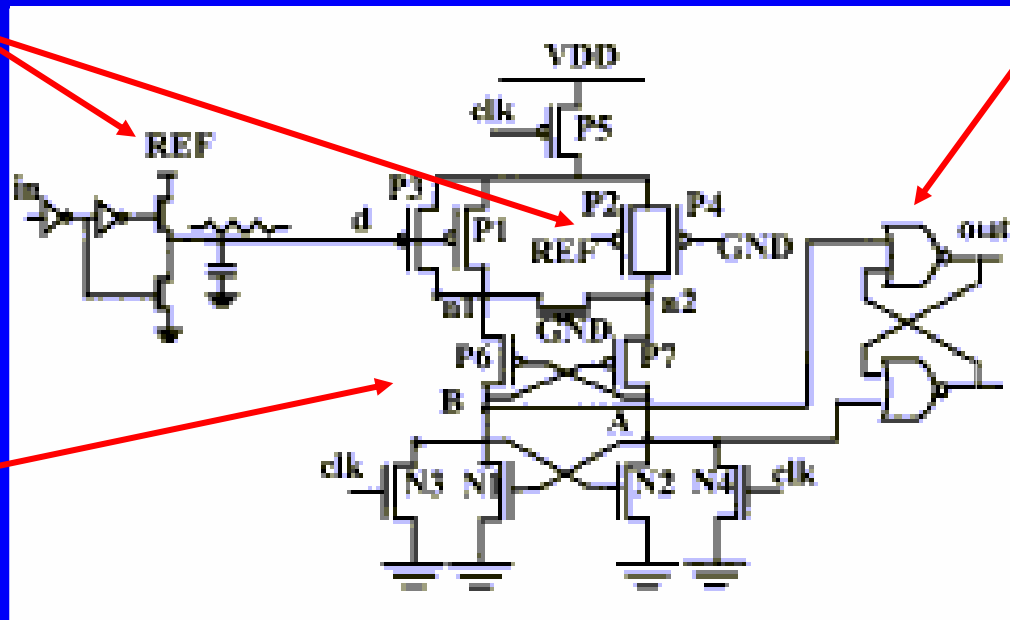 VDD
clk
P5
REF
in
P3
P2
P4
d
P1
REF
GND
out
n1
n2
GND
P6
P7
B
A
clk
N3
N1
N2
N4
clk